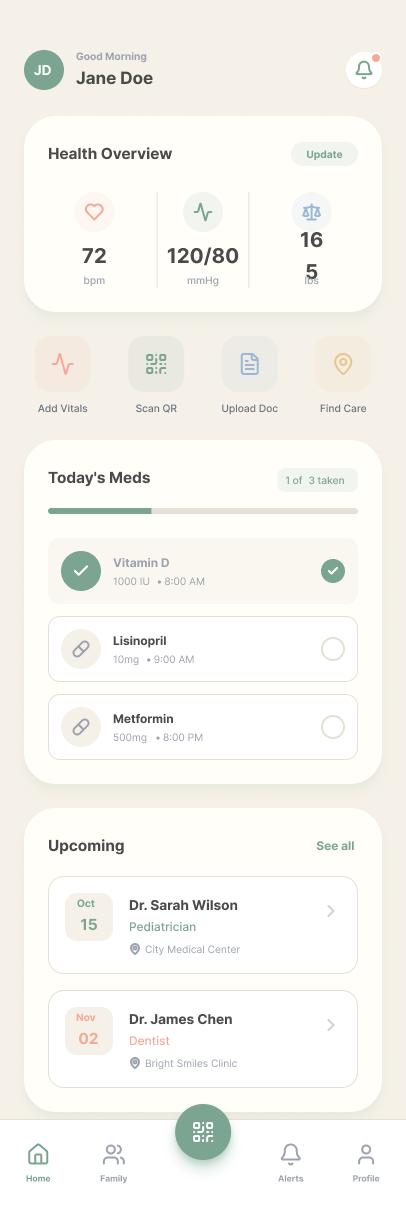 JD
Good Morning
Jane Doe
Health Overview
Update
72
bpm
120/80
mmHg
16
5
lbs
Add Vitals
Scan QR
Upload Doc
Find Care
Today's Meds
1 of 3 taken
Vitamin D
1000 IU • 8:00 AM
Lisinopril
10mg • 9:00 AM
Metformin
500mg • 8:00 PM
Upcoming
See all
Oct
15
Dr. Sarah Wilson
Pediatrician
City Medical Center
Nov
02
Dr. James Chen
Dentist
Bright Smiles Clinic
Home
Family
Alerts
Profile